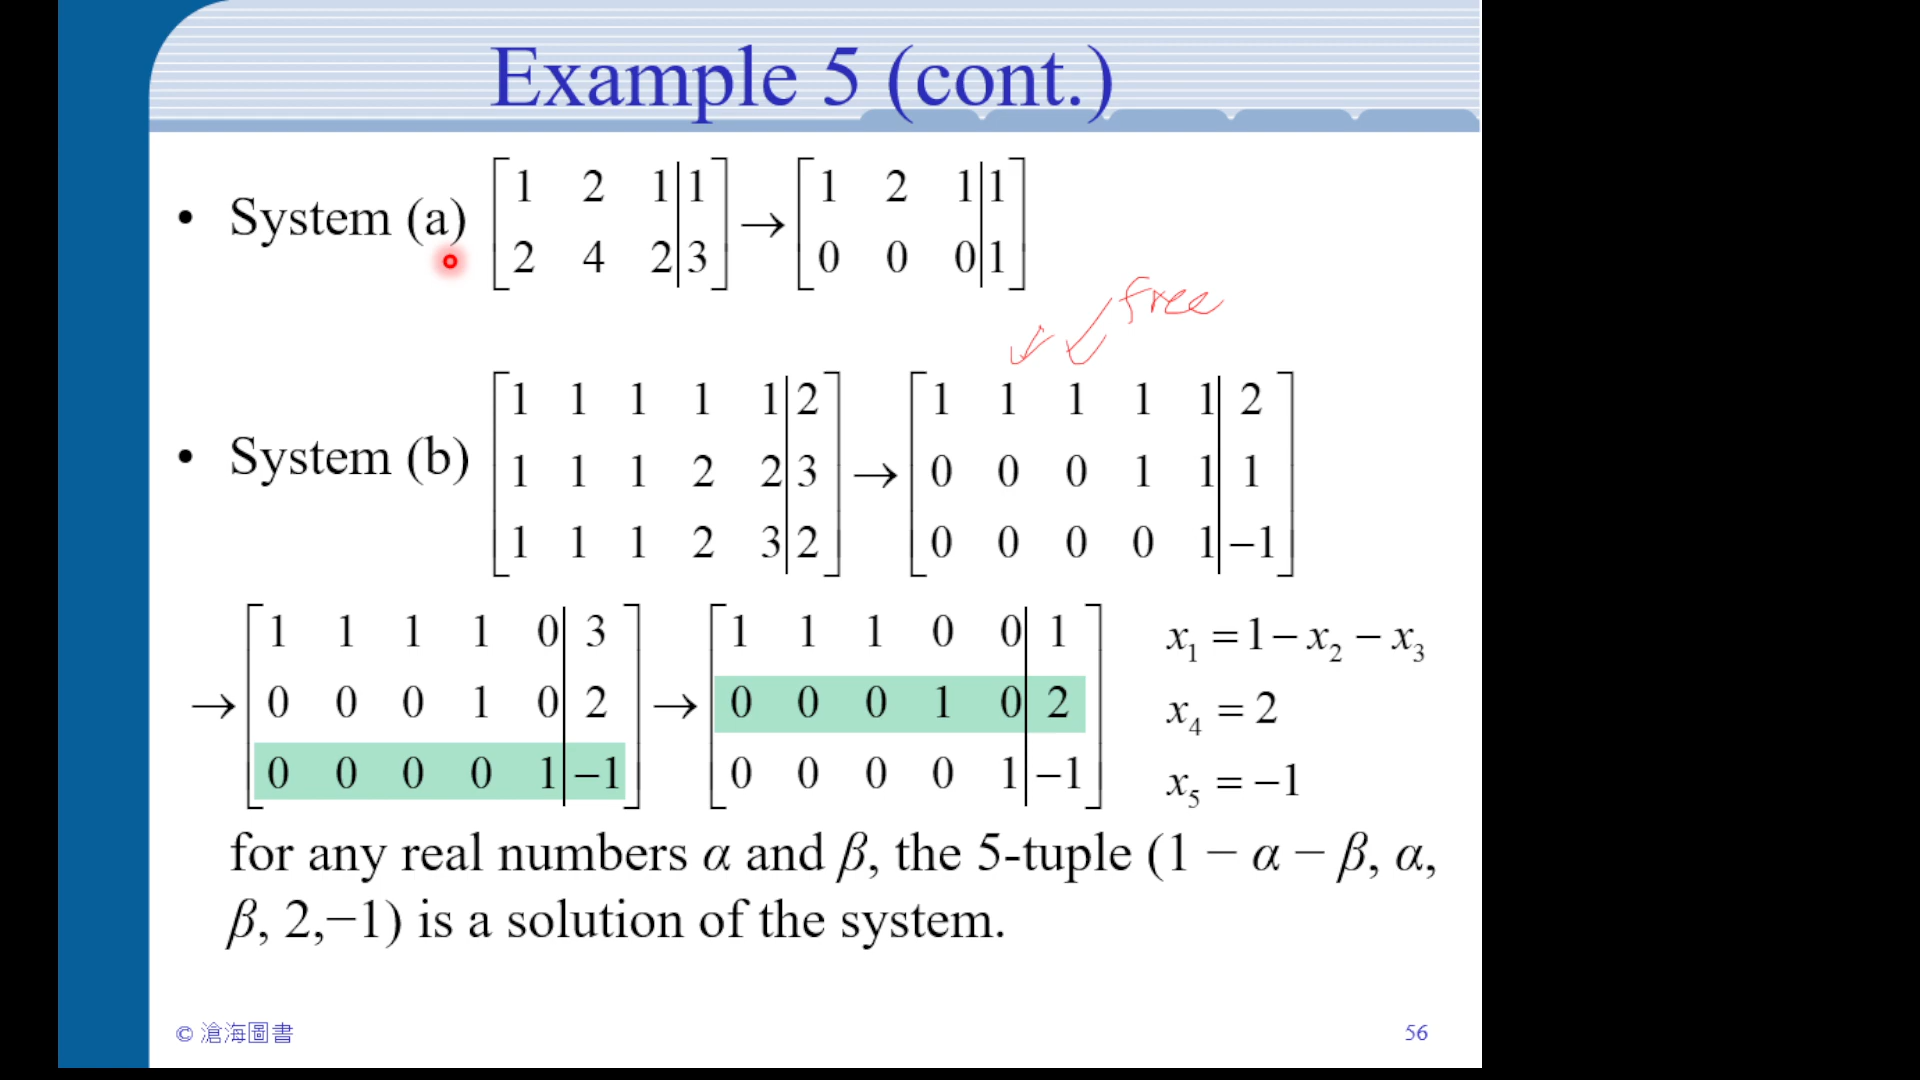 Example 5 (cont.)
• System (a) [1 2 1 | 1] → [1 2 1 | 1]
[2 4 2 | 3] [0 0 0 | 1]
free
• System (b) [1 1 1 1 1 | 2] → [1 1 1 1 1 | 2]
[1 1 1 2 2 | 3] [0 0 0 1 1 | 1]
[1 1 1 2 3 | 2] [0 0 0 0 1 | −1]
→ [1 1 1 1 0 | 3] → [1 1 1 0 0 | 1] x₁ = 1 − x₂ − x₃
[0 0 0 1 0 | 2] [0 0 0 1 0 | 2] x₄ = 2
[0 0 0 0 1 | −1] [0 0 0 0 1 | −1] x₅ = −1
for any real numbers α and β, the 5-tuple (1 − α − β, α,
β, 2,−1) is a solution of the system.
© 滄海圖書 56